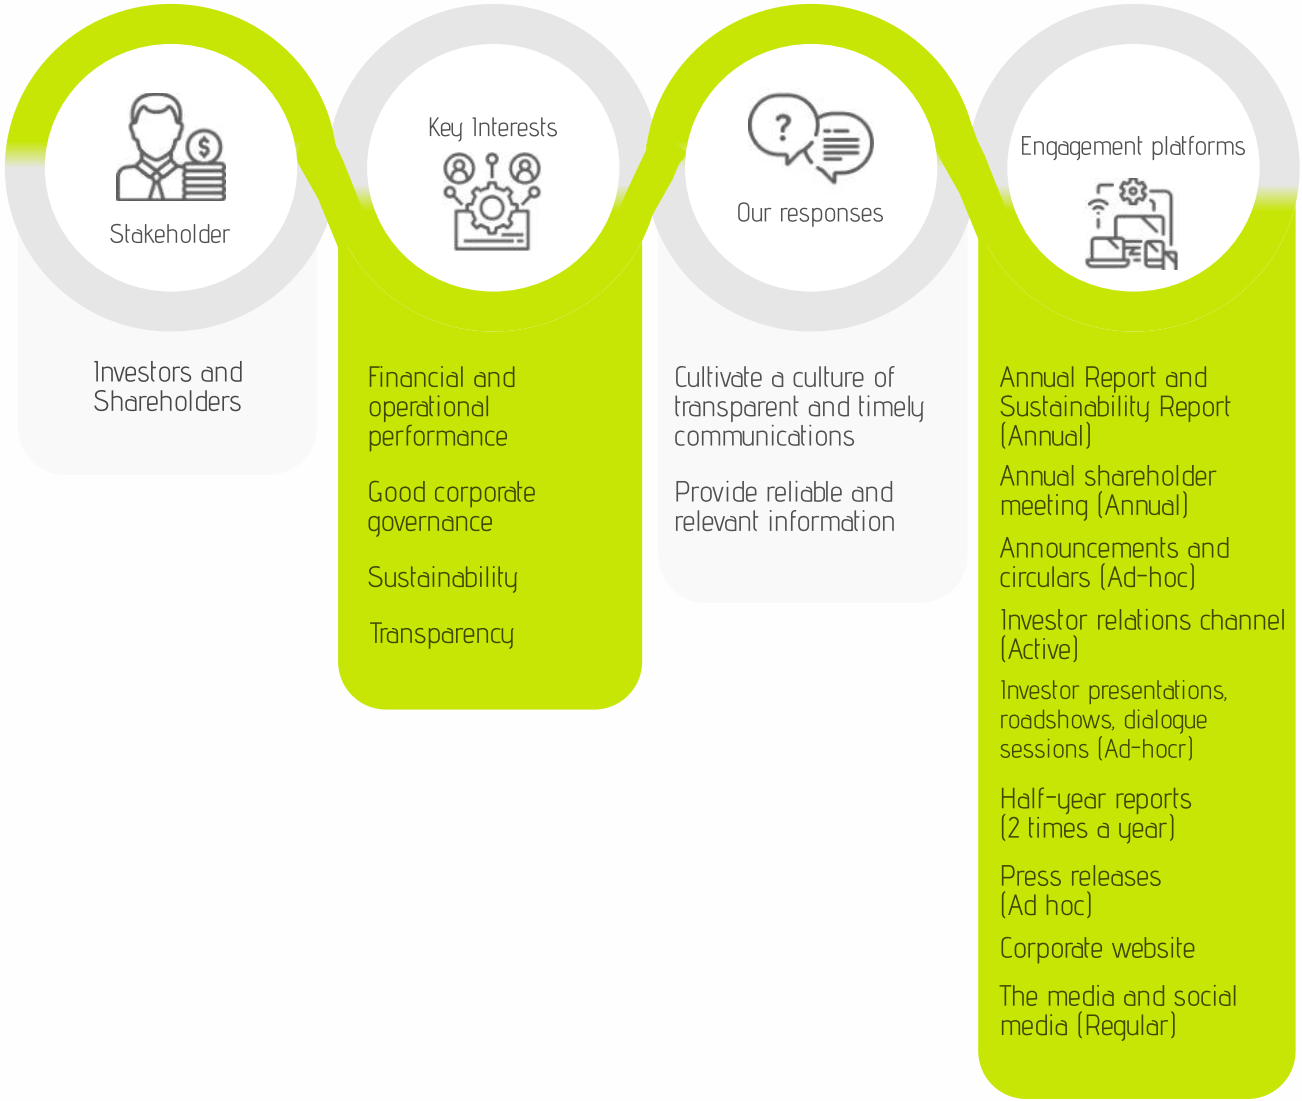 Stakeholder
Investors and
Shareholders
Key Interests
Financial and
operational
performance
Good corporate
governance
Sustainability
Transparency
?
Our responses
Cultivate a culture of
transparent and timely
communications
Provide reliable and
relevant information
Engagement platforms
Annual Report and
Sustainability Report
(Annual)
Annual shareholder
meeting (Annual)
Announcements and
circulars (Ad-hoc)
Investor relations channel
(Active)
Investor presentations,
roadshows, dialogue
sessions (Ad-hocr)
Half-year reports
(2 times a year)
Press releases
(Ad hoc)
Corporate website
The media and social
media (Regular)